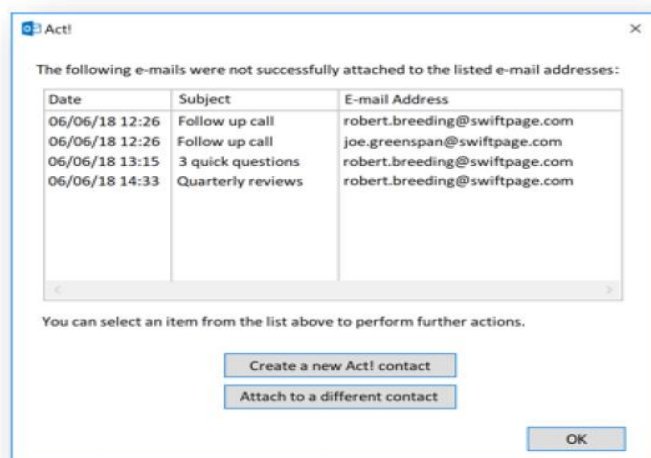 Act!
The following e-mails were not successfully attached to the listed e-mail addresses:
Date Subject E-mail Address
06/06/18 12:26 Follow up call robert.breeding@swiftpage.com
06/06/18 12:26 Follow up call joe.greenspan@swiftpage.com
06/06/18 13:15 3 quick questions robert.breeding@swiftpage.com
06/06/18 14:33 Quarterly reviews robert.breeding@swiftpage.com
You can select an item from the list above to perform further actions.
Create a new Act! contact
Attach to a different contact
OK